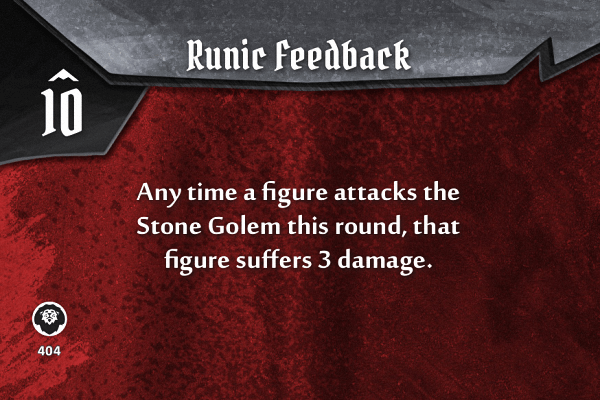 Runic Feedback
10
Any time a figure attacks the
Stone Golem this round, that
figure suffers 3 damage.
404